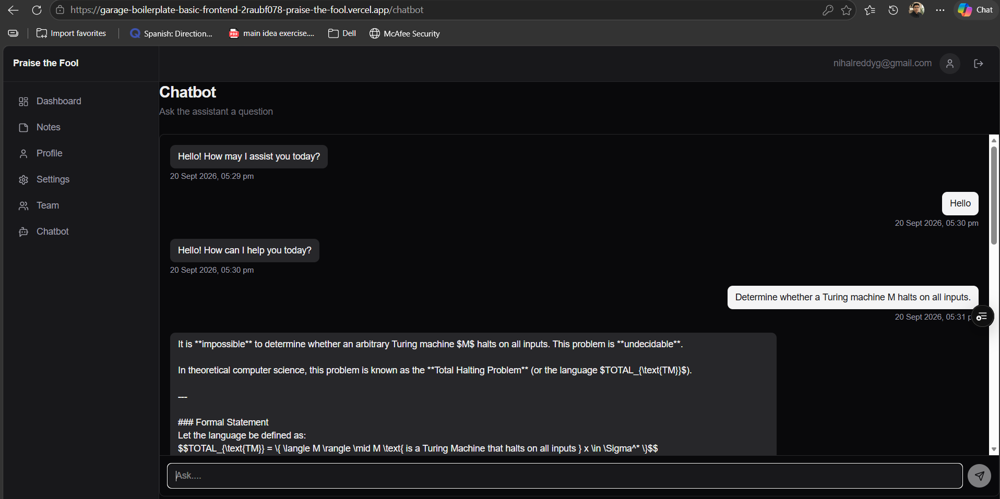 https://garage-boilerplate-basic-frontend-2raubf078-praise-the-fool.vercel.app/chatbot
Chat
Import favorites
Spanish: Direction...
PDF
main idea exercise....
Dell
McAfee Security
Praise the Fool
nihalreddyg@gmail.com
Dashboard
Notes
Profile
Settings
Team
Chatbot
Chatbot
Ask the assistant a question
Hello! How may I assist you today?
20 Sept 2026, 05:29 pm
Hello
20 Sept 2026, 05:30 pm
Hello! How can I help you today?
20 Sept 2026, 05:30 pm
Determine whether a Turing machine M halts on all inputs.
20 Sept 2026, 05:31 p
It is **impossible** to determine whether an arbitrary Turing machine $M$ halts on all inputs. This problem is **undecidable**.
In theoretical computer science, this problem is known as the **Total Halting Problem** (or the language $TOTAL_{\text{TM}}$).
---
### Formal Statement
Let the language be defined as:
$$TOTAL_{\text{TM}} = \{ \langle M \rangle \mid M \text{ is a Turing Machine that halts on all inputs } x \in \Sigma^* \}$$
Ask....